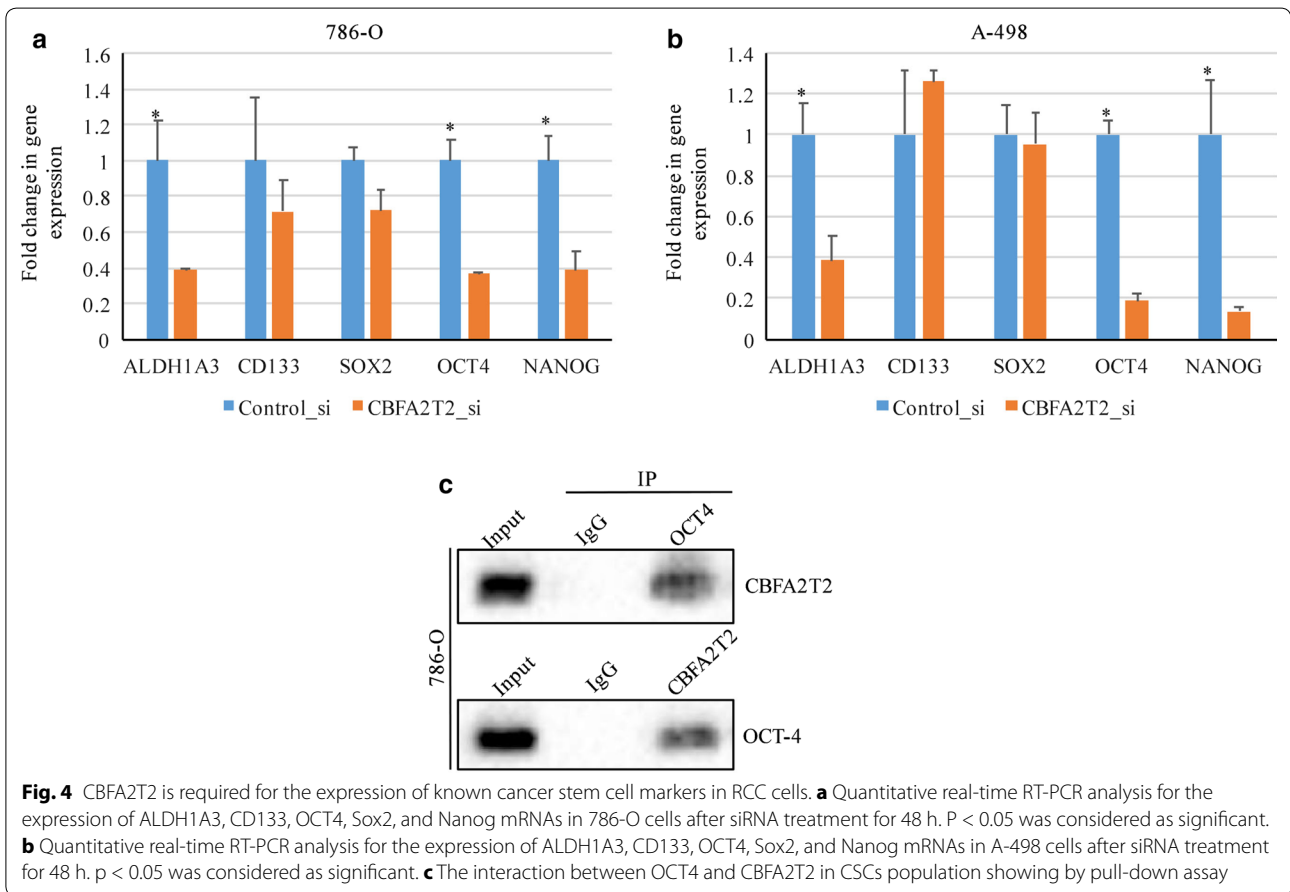 a
786-O
Fold change in gene
expression
1.6
1.4
1.2
1
0.8
0.6
0.4
0.2
0
*
*
*
ALDH1A3 CD133 SOX2 OCT4 NANOG
Control_si CBFA2T2_si
b
A-498
Fold change in gene
expression
1.4
1.2
1
0.8
0.6
0.4
0.2
0
*
*
*
ALDH1A3 CD133 SOX2 OCT4 NANOG
Control_si CBFA2T2_si
c
IP
Input IgG OCT4
CBFA2T2
786-O
Input IgG CBFA2T2
OCT-4
Fig. 4 CBFA2T2 is required for the expression of known cancer stem cell markers in RCC cells. a Quantitative real-time RT-PCR analysis for the
expression of ALDH1A3, CD133, OCT4, Sox2, and Nanog mRNAs in 786-O cells after siRNA treatment for 48 h. P < 0.05 was considered as significant.
b Quantitative real-time RT-PCR analysis for the expression of ALDH1A3, CD133, OCT4, Sox2, and Nanog mRNAs in A-498 cells after siRNA treatment
for 48 h. p < 0.05 was considered as significant. c The interaction between OCT4 and CBFA2T2 in CSCs population showing by pull-down assay